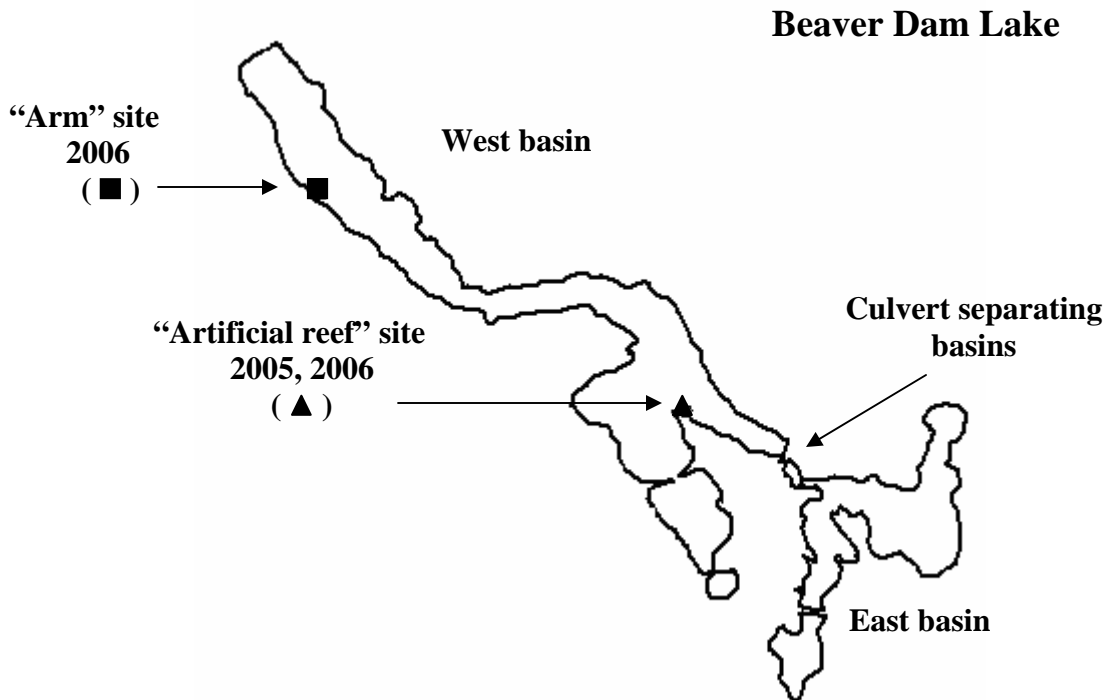 Beaver Dam Lake
“Arm” site
2006
( ■ )
West basin
“Artificial reef” site
2005, 2006
( ▲ )
Culvert separating
basins
East basin